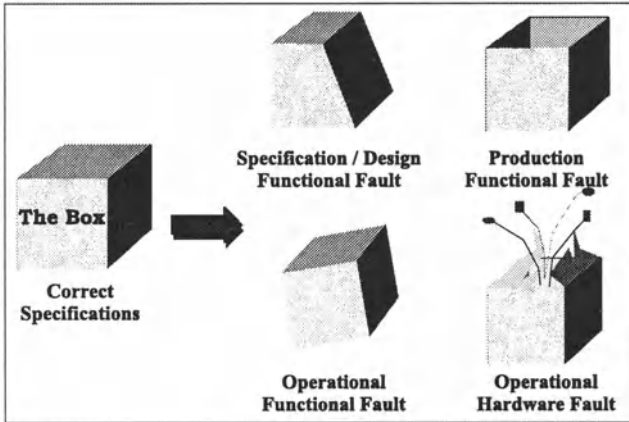 Specification / Design
Functional Fault
Production
Functional Fault
The Box
Correct
Specifications
Operational
Functional Fault
Operational
Hardware Fault